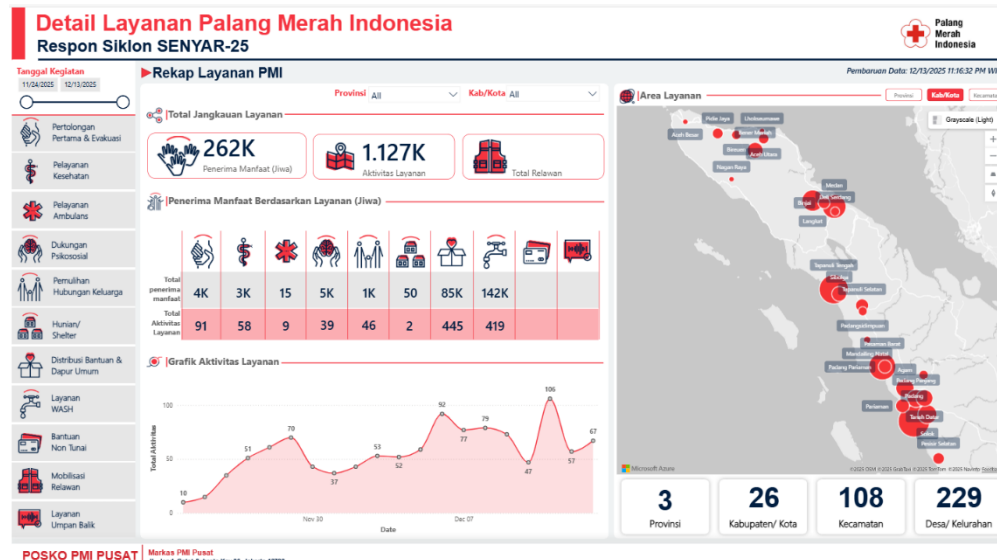 Detail Layanan Palang Merah Indonesia
Respon Siklon SENYAR-25
Palang
Merah
Indonesia
Tanggal Kegiatan
11/24/2025 12/13/2025
Rekap Layanan PMI
Pembaruan Data: 12/13/2025 11:16:32 PM WI
Pertolongan
Pertama & Evakuasi
Pelayanan
Kesehatan
Pelayanan
Ambulans
Dukungan
Psikososial
Pemulihan
Hubungan Keluarga
Hunian/
Shelter
Distribusi Bantuan &
Dapur Umum
Layanan
WASH
Bantuan
Non Tunai
Mobilisasi
Relawan
Layanan
Umpan Balik
Provinsi All
Kab/Kota All
Total Jangkauan Layanan
262K
Penerima Manfaat (Jiwa)
1.127K
Aktivitas Layanan
Total Relawan
Penerima Manfaat Berdasarkan Layanan (Jiwa)
Total penerima manfaat 4K 3K 15 5K 1K 50 85K 142K
Total Aktivitas Layanan 91 58 9 39 46 2 445 419
Grafik Aktivitas Layanan
Total Aktivitas
100
50
0
10
51
70
37
53
52
92
77
79
47
106
57
67
Nov 30
Dec 07
Date
Area Layanan
Provinsi
Kab/Kota
Kecamata
Grayscale (Light)
Pidie Jaya
Lhokseumawe
Aceh Besar
Bener Meriah
Bireuen
Aceh Utara
Nagan Raya
Medan
Deli Serdang
Binjai
Langkat
Tapanuli Tengah
Sibolga
Tapanuli Selatan
Padangsidimpuan
Pasaman Barat
Mandailing Natal
Padang Pariaman
Agam
Padang Panjang
Padang
Pariaman
Tanah Datar
Solok
Pesisir Selatan
Microsoft Azure
3
Provinsi
26
Kabupaten/ Kota
108
Kecamatan
229
Desa/ Kelurahan
POSKO PMI PUSAT
Markas PMI Pusat